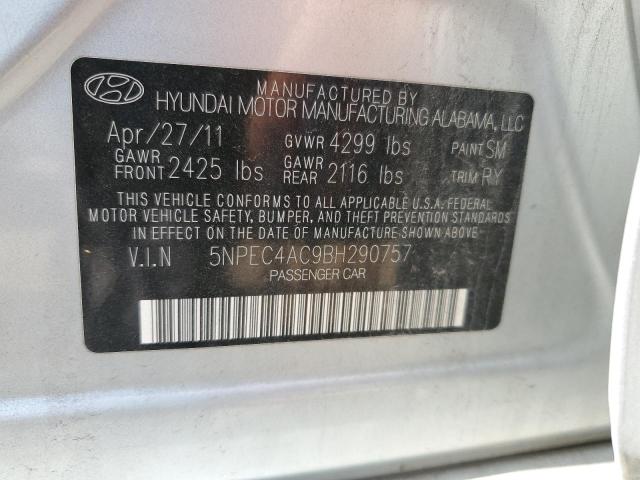 MANUFACTURED BY
HYUNDAI MOTOR MANUFACTURING ALABAMA, LLC
Apr/27/11 GVWR 4299 lbs PAINT SM
GAWR FRONT 2425 lbs GAWR REAR 2116 lbs TRIM RY
THIS VEHICLE CONFORMS TO ALL APPLICABLE U.S.A. FEDERAL
MOTOR VEHICLE SAFETY, BUMPER, AND THEFT PREVENTION STANDARDS
IN EFFECT ON THE DATE OF MANUFACTURE SHOWN ABOVE.
V.I.N 5NPEC4AC9BH290757
PASSENGER CAR